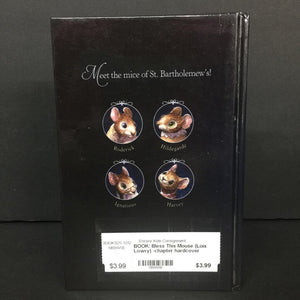 Meet the mice of St. Bartholemew's!
Roderick
Hildegarde
Ignatious
Harvey
Encore Kids Consignment
BOOK: Bless This Mouse (Lois
Lowry) -chapter hardcover
$3.99
$3.99